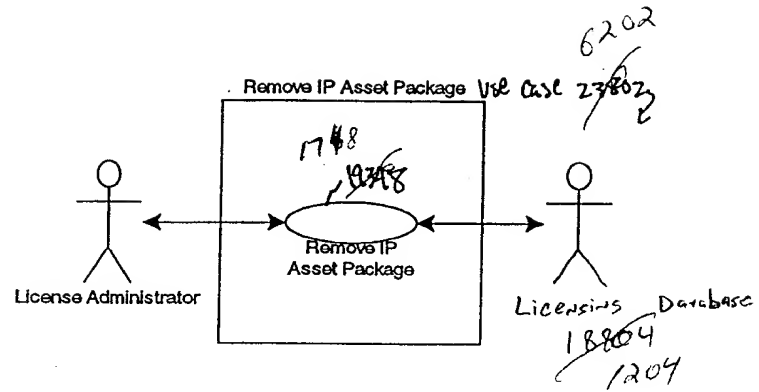 6202
Remove IP Asset Package Use Case 23802
1748
19398
Remove IP
Asset Package
License Administrator
Licensing Database
18804
1204